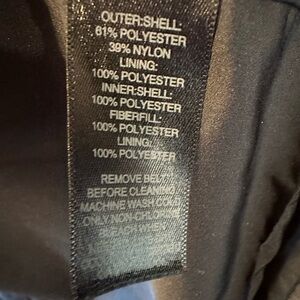 OUTER:SHELL:
61% POLYESTER
39% NYLON
LINING:
100% POLYESTER
INNER:SHELL:
100% POLYESTER
FIBERFILL:
100% POLYESTER
LINING:
100% POLYESTER
REMOVE BELT
BEFORE CLEANING
MACHINE WASH COLD
ONLY NON-CHLORINE
BLEACH WHEN